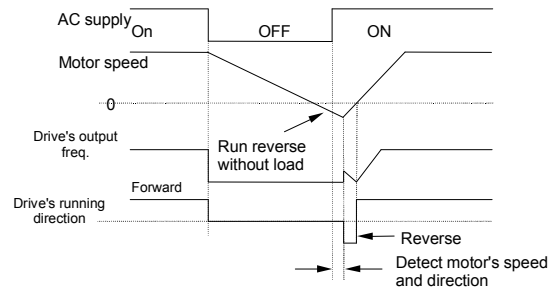 AC supply
On
OFF
ON
Motor speed
0
Run reverse
without load
Drive's output
freq.
Forward
Drive's running
direction
Reverse
Detect motor's speed
and direction